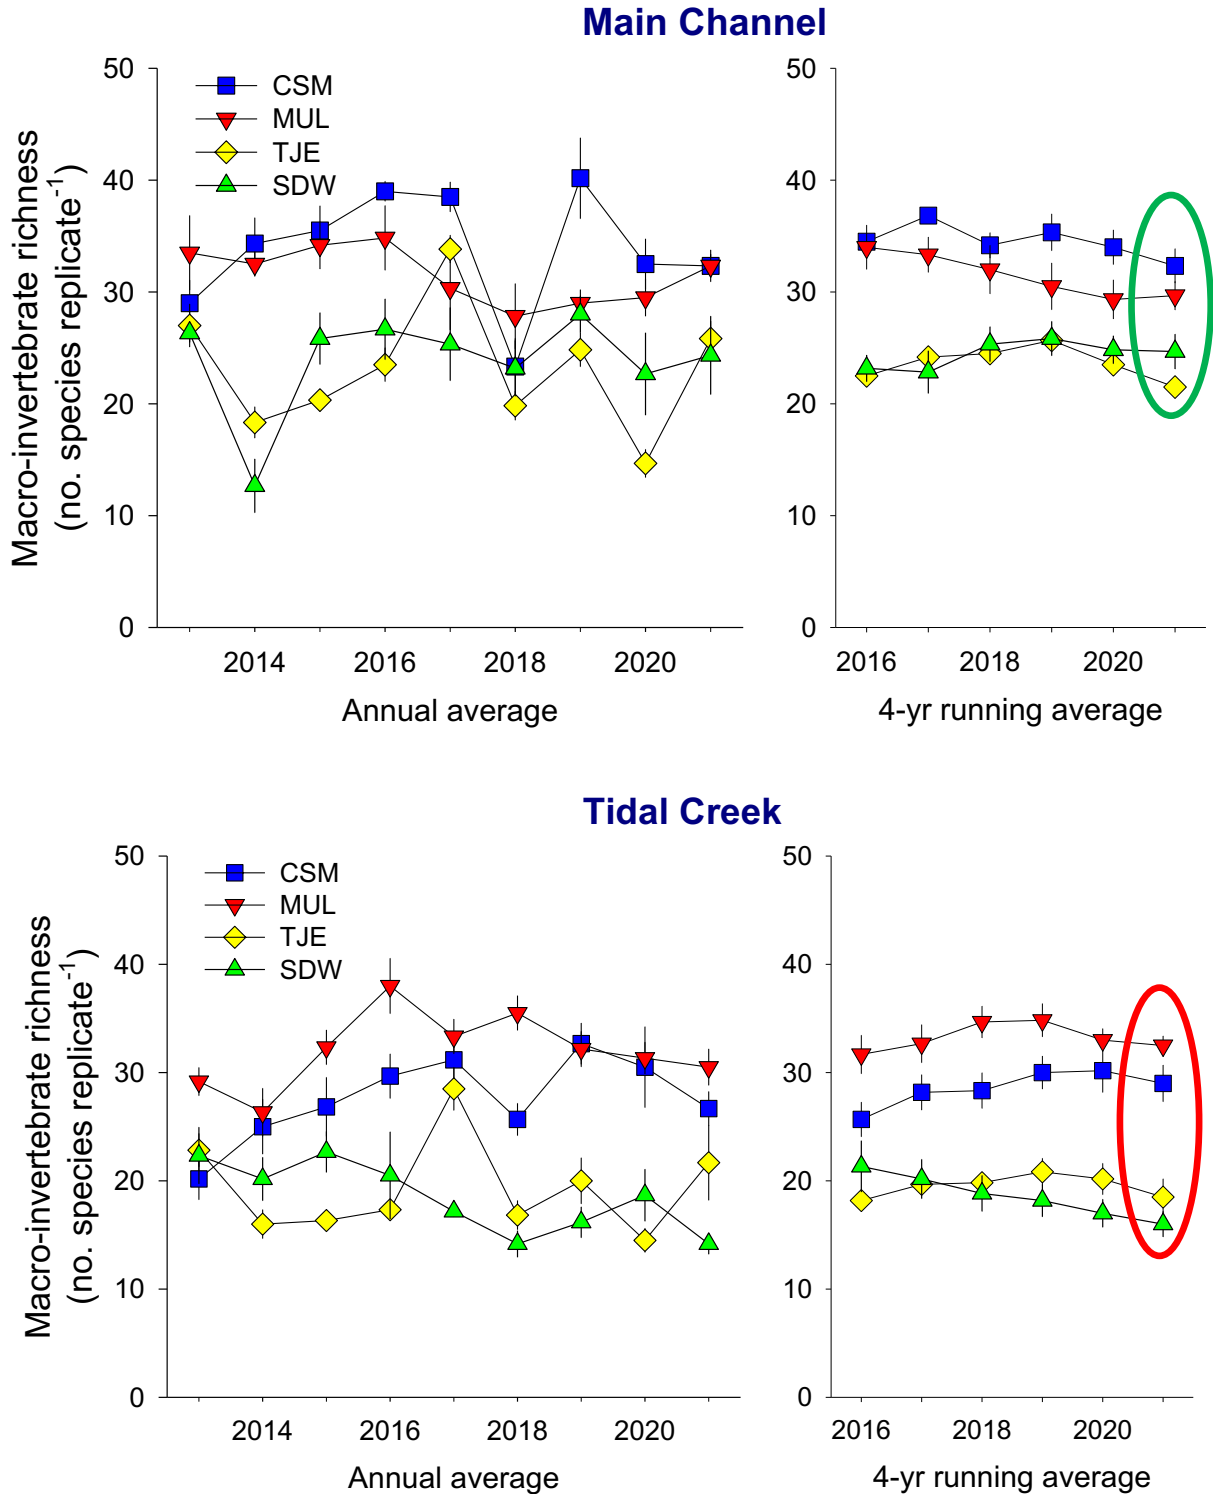 Main Channel
Macro-invertebrate richness
(no. species replicate⁻¹)
50
40
30
20
10
0
CSM
MUL
TJE
SDW
2014
2016
2018
2020
Annual average
50
40
30
20
10
0
2016
2018
2020
4-yr running average
Tidal Creek
Macro-invertebrate richness
(no. species replicate⁻¹)
50
40
30
20
10
0
CSM
MUL
TJE
SDW
2014
2016
2018
2020
Annual average
50
40
30
20
10
0
2016
2018
2020
4-yr running average